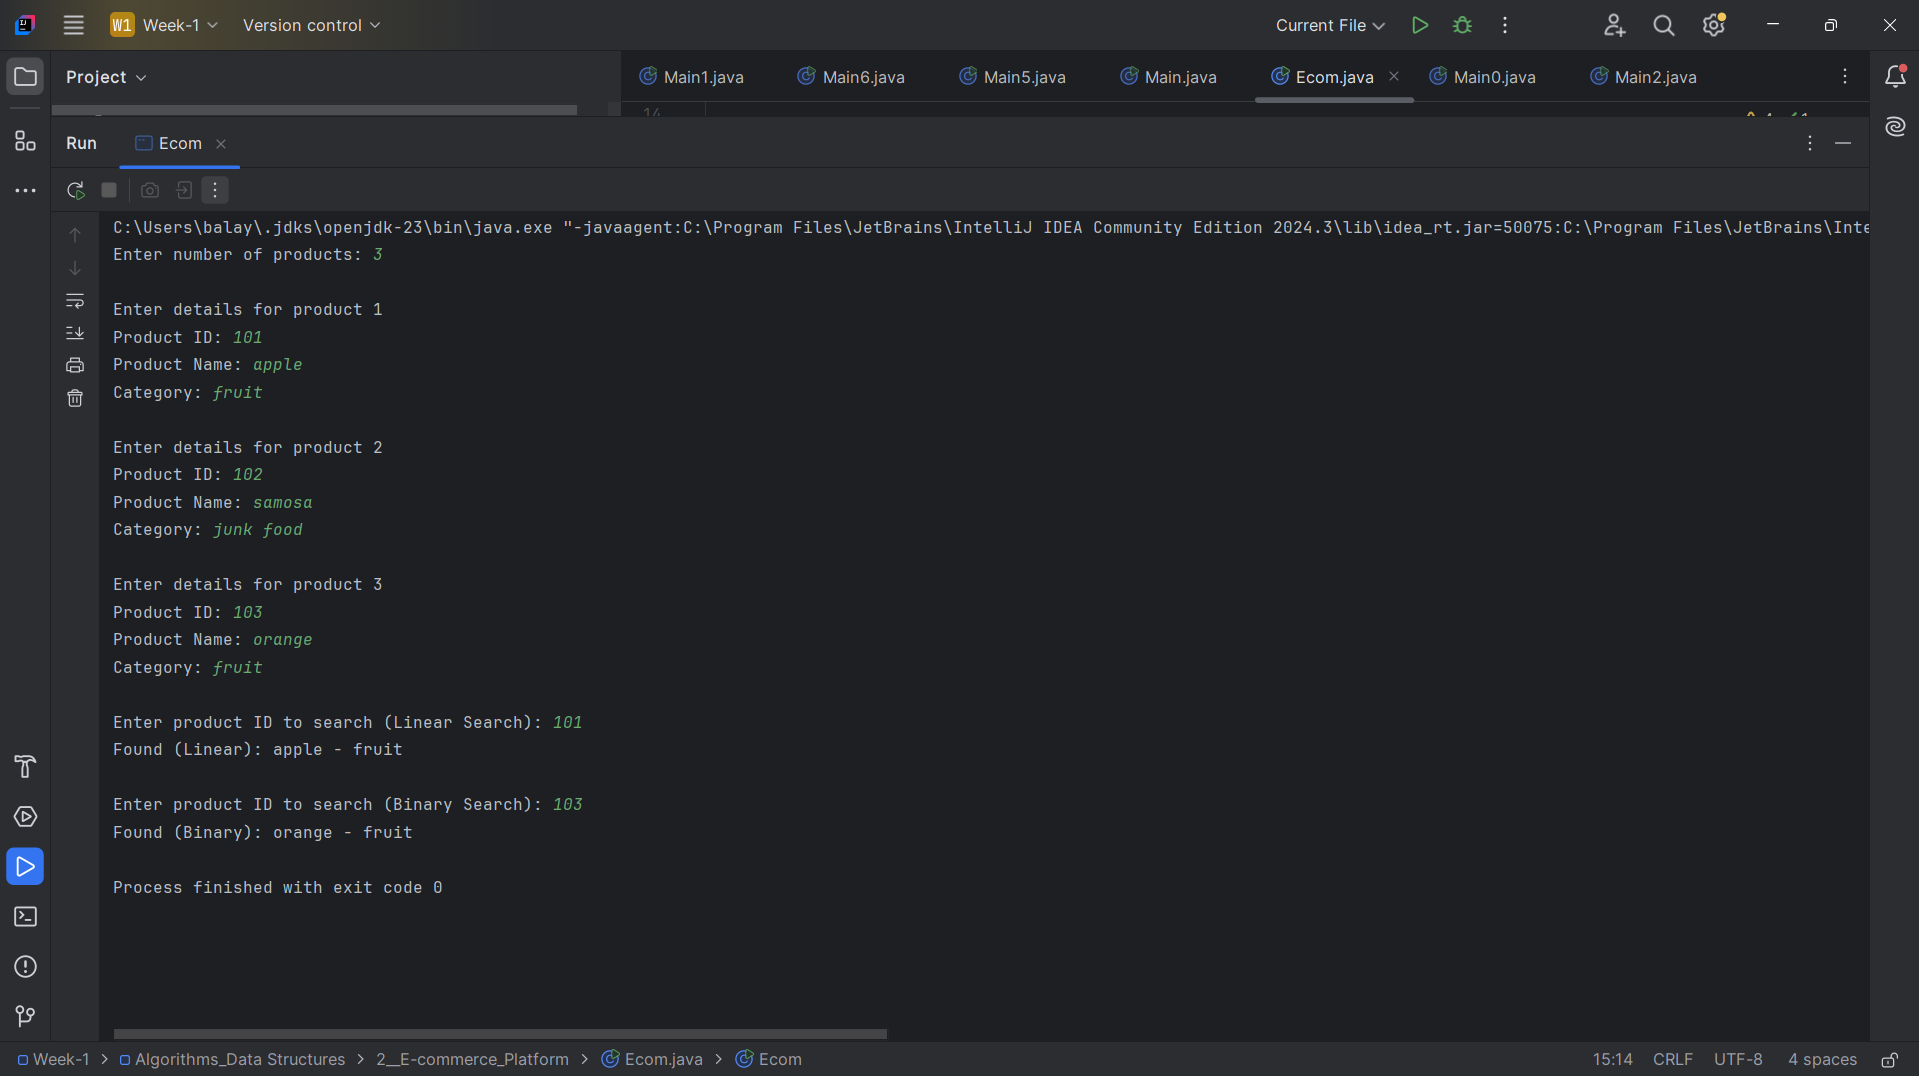 W1 Week-1 Version control Current File
Project
Main1.java Main6.java Main5.java Main.java Ecom.java Main0.java Main2.java
14
Run Ecom
C:\Users\balay\.jdks\openjdk-23\bin\java.exe "-javaagent:C:\Program Files\JetBrains\IntelliJ IDEA Community Edition 2024.3\lib\idea_rt.jar=50075:C:\Program Files\JetBrains\Inte
Enter number of products: 3
Enter details for product 1
Product ID: 101
Product Name: apple
Category: fruit
Enter details for product 2
Product ID: 102
Product Name: samosa
Category: junk food
Enter details for product 3
Product ID: 103
Product Name: orange
Category: fruit
Enter product ID to search (Linear Search): 101
Found (Linear): apple - fruit
Enter product ID to search (Binary Search): 103
Found (Binary): orange - fruit
Process finished with exit code 0
Week-1 > Algorithms_Data Structures > 2__E-commerce_Platform > Ecom.java > Ecom 15:14 CRLF UTF-8 4 spaces